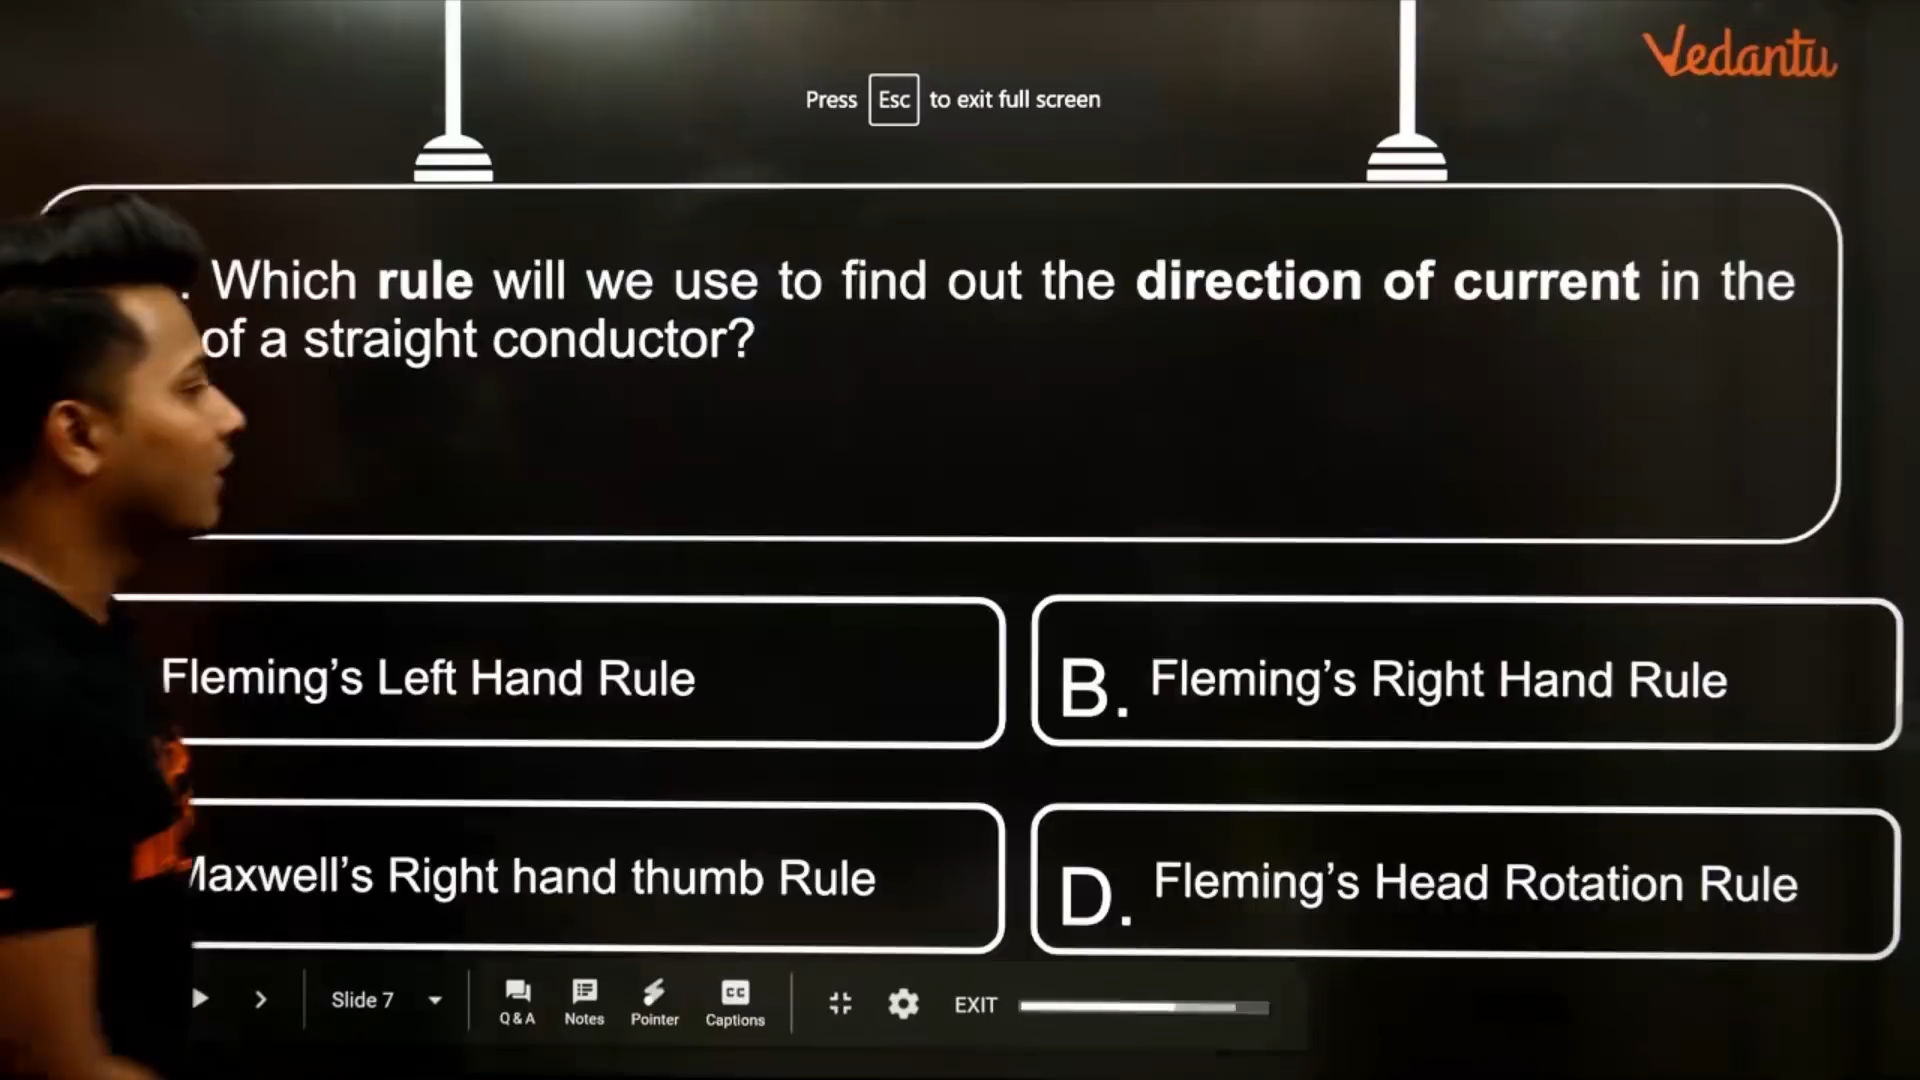 Vedantu
Press Esc to exit full screen
. Which rule will we use to find out the direction of current in the
of a straight conductor?
Fleming’s Left Hand Rule
B. Fleming’s Right Hand Rule
Maxwell’s Right hand thumb Rule
D. Fleming’s Head Rotation Rule
Slide 7 Q & A Notes Pointer CC Captions EXIT